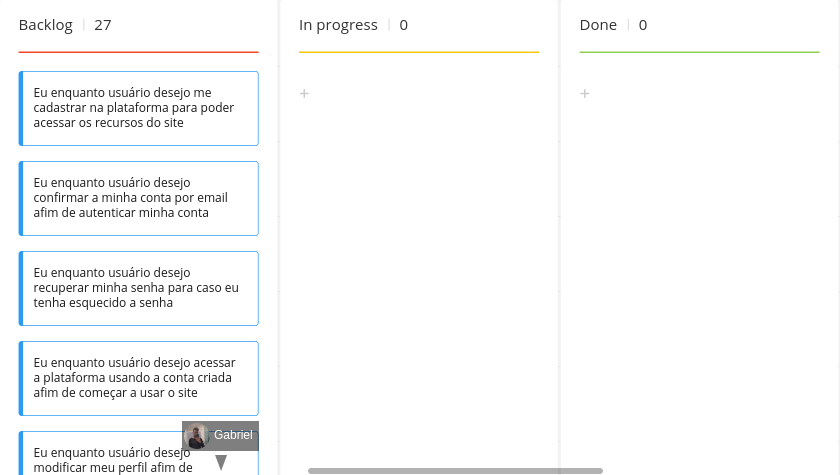 Backlog 27
In progress 0
Done 0
Eu enquanto usuário desejo me
cadastrar na plataforma para poder
acessar os recursos do site
Eu enquanto usuário desejo
confirmar a minha conta por email
afim de autenticar minha conta
Eu enquanto usuário desejo
recuperar minha senha para caso eu
tenha esquecido a senha
Eu enquanto usuário desejo acessar
a plataforma usando a conta criada
afim de começar a usar o site
Gabriel
Eu enquanto usuário desejo
modificar meu perfil afim de